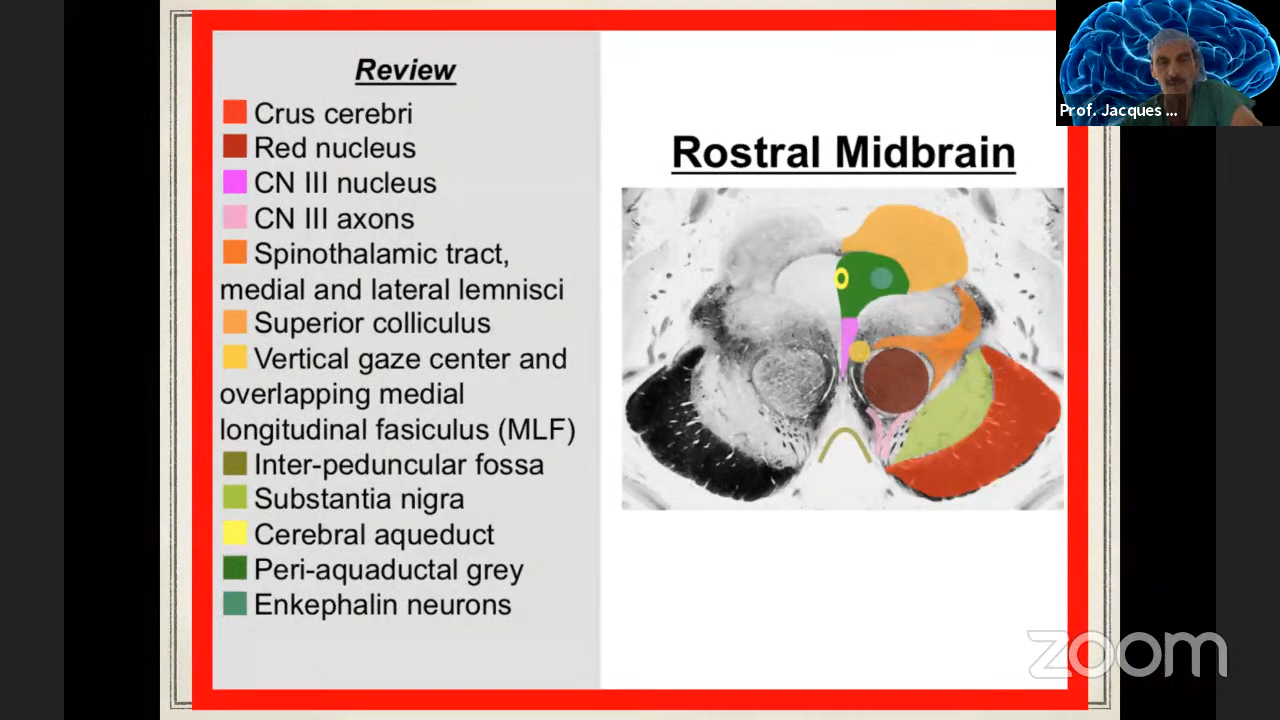 Review
Crus cerebri
Red nucleus
CN III nucleus
CN III axons
Spinothalamic tract,
medial and lateral lemnisci
Superior colliculus
Vertical gaze center and
overlapping medial
longitudinal fasiculus (MLF)
Inter-peduncular fossa
Substantia nigra
Cerebral aqueduct
Peri-aquaductal grey
Enkephalin neurons
Rostral Midbrain
Prof. Jacques ...
zoom